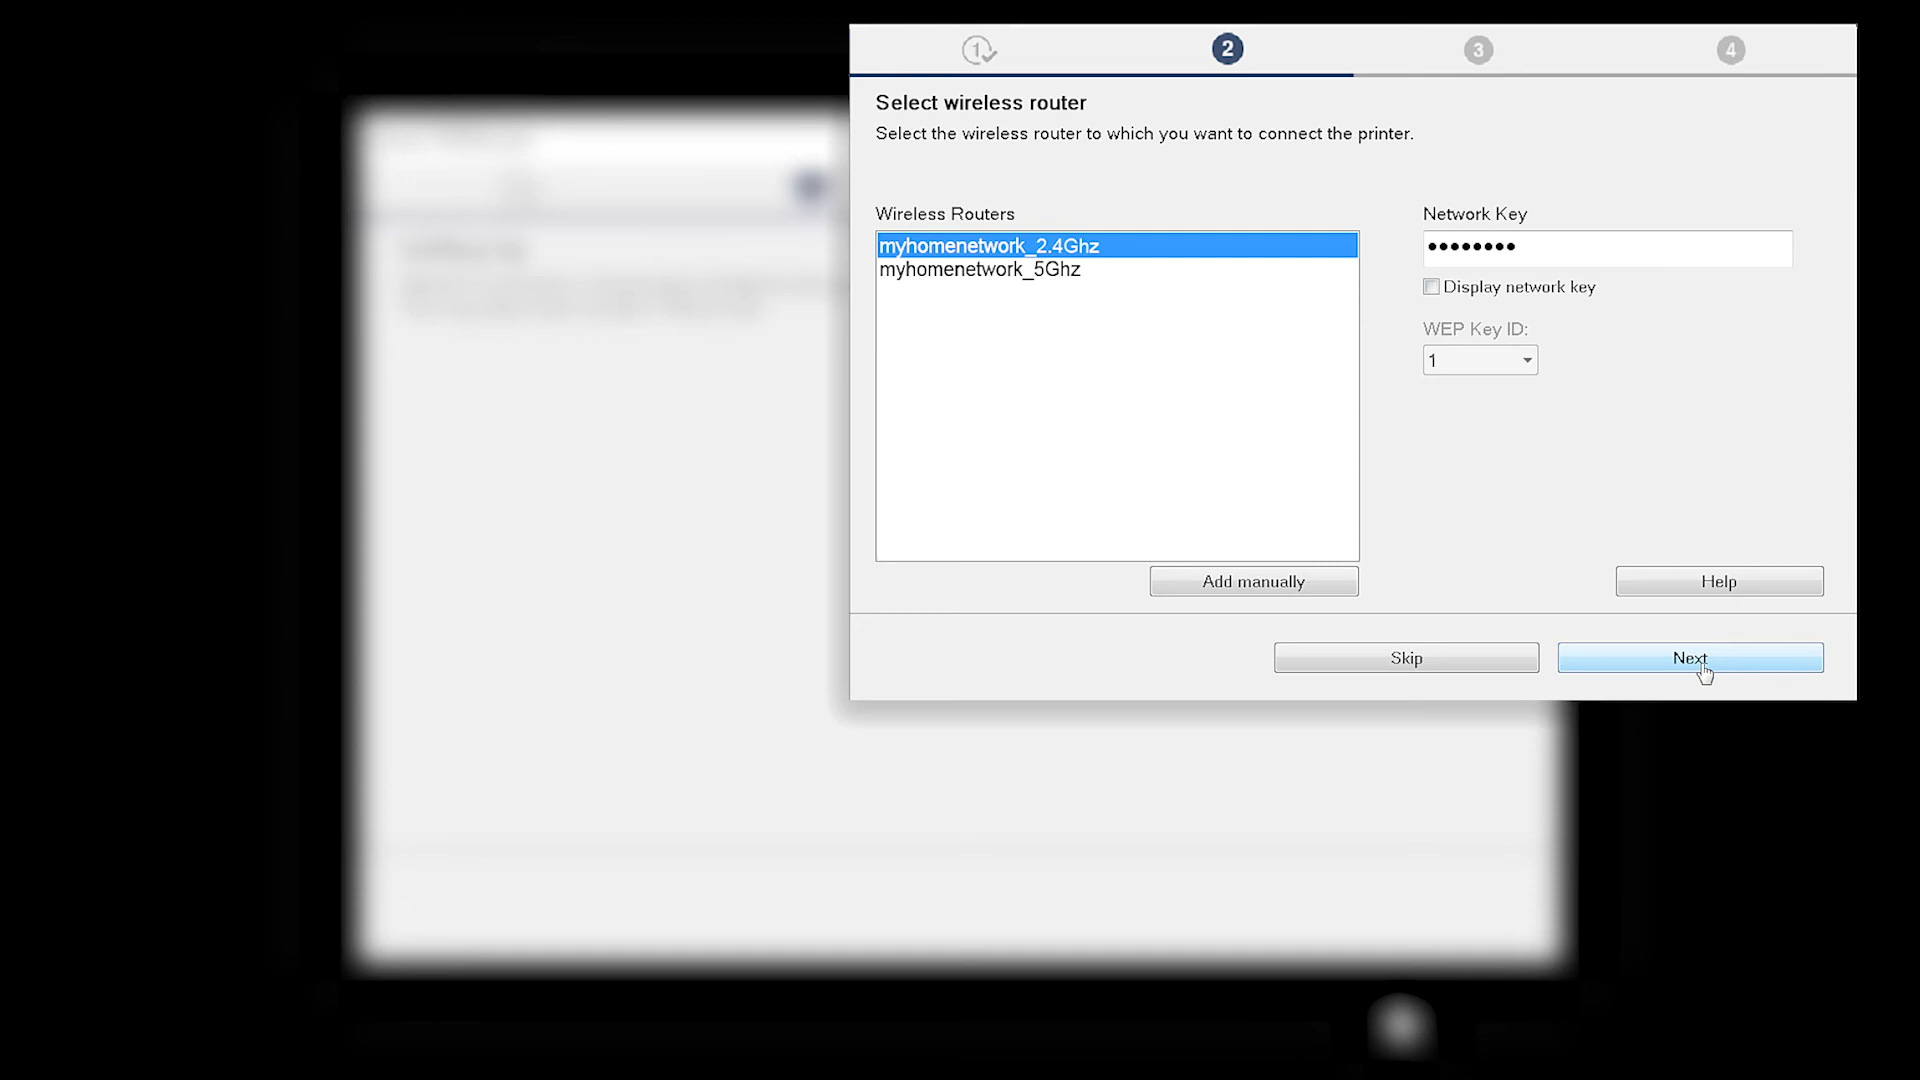 1 2 3 4
Select wireless router
Select the wireless router to which you want to connect the printer.
Wireless Routers
Network Key
myhomenetwork_2.4Ghz
••••••••
myhomenetwork_5Ghz
Display network key
WEP Key ID:
1
Add manually
Help
Skip
Next